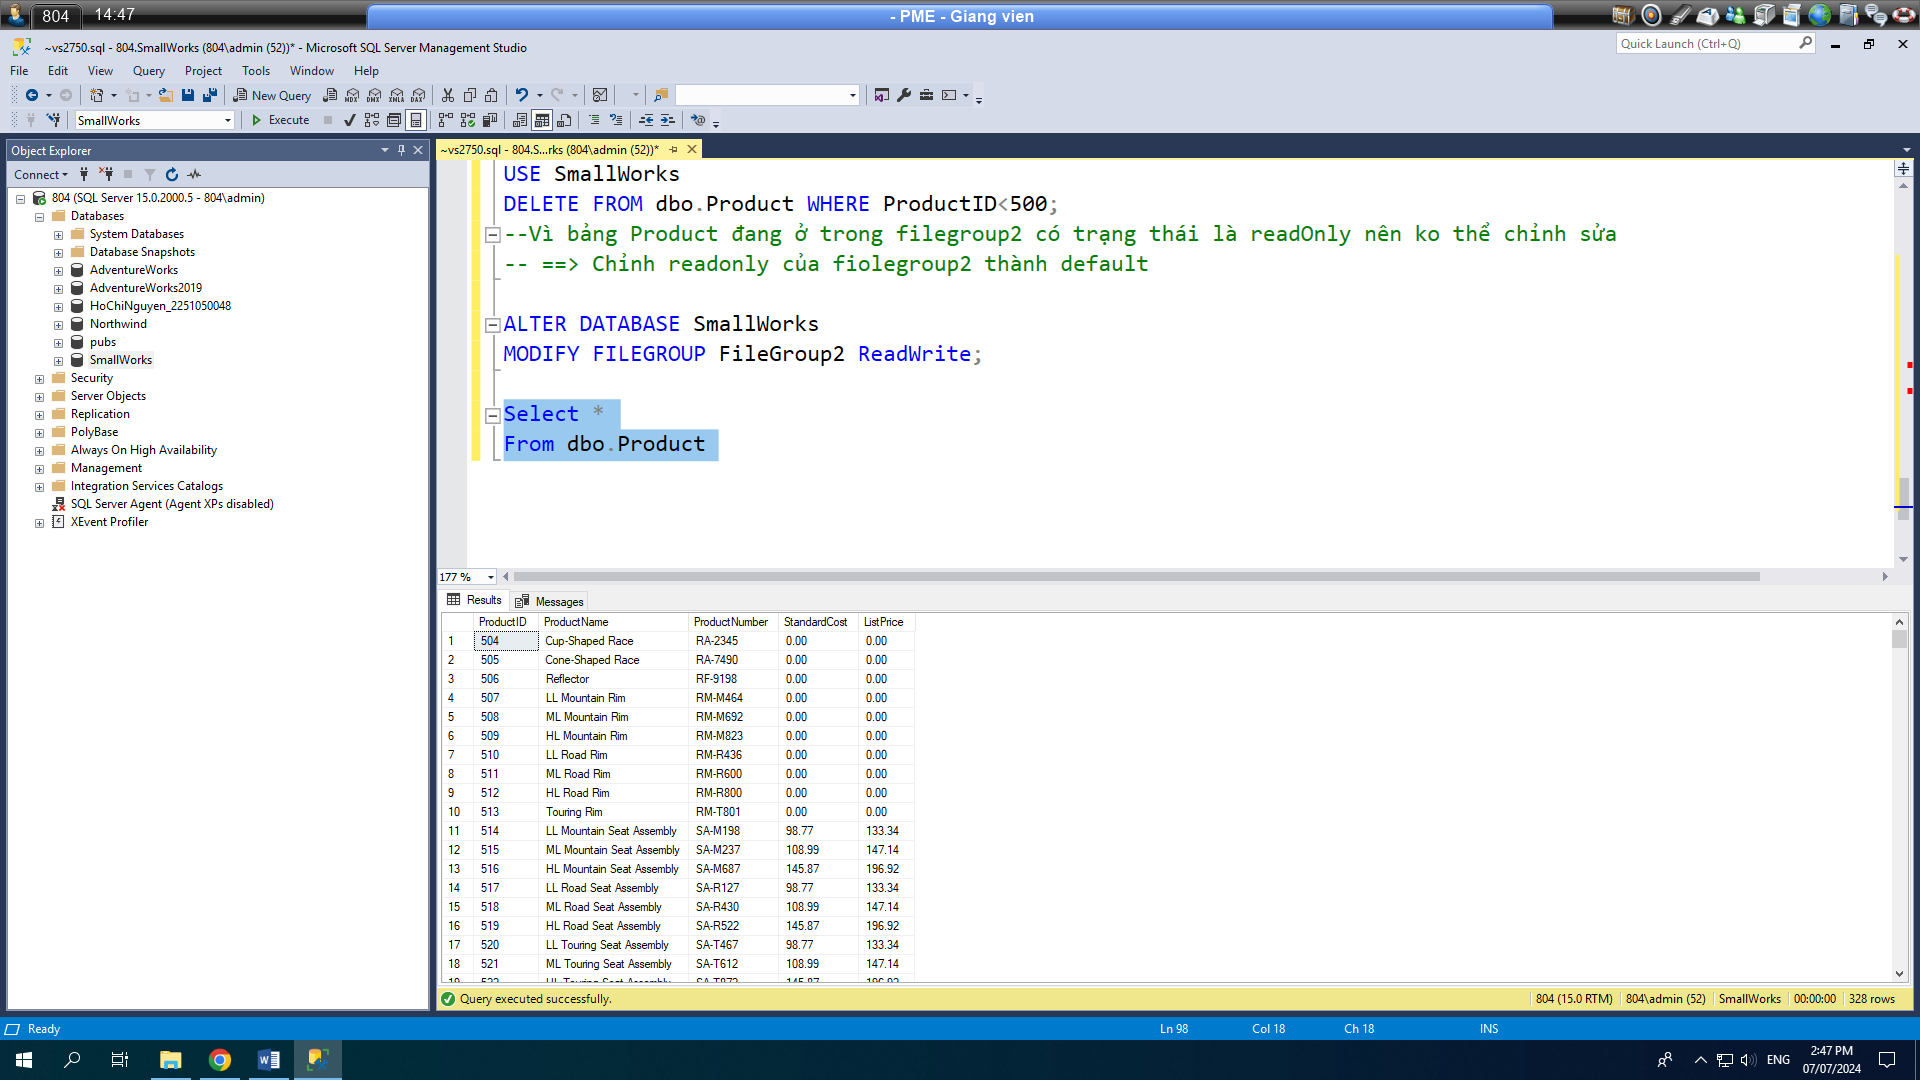 804 14:47 - PME - Giang vien
~vs2750.sql - 804.SmallWorks (804\admin (52))* - Microsoft SQL Server Management Studio
Quick Launch (Ctrl+Q)
File Edit View Query Project Tools Window Help
New Query MDX DMX XMLA DAX
SmallWorks Execute
Object Explorer
Connect
804 (SQL Server 15.0.2000.5 - 804\admin)
Databases
System Databases
Database Snapshots
AdventureWorks
AdventureWorks2019
HoChiNguyen_2251050048
Northwind
pubs
SmallWorks
Security
Server Objects
Replication
PolyBase
Always On High Availability
Management
Integration Services Catalogs
SQL Server Agent (Agent XPs disabled)
XEvent Profiler
~vs2750.sql - 804.S...rks (804\admin (52))*
USE SmallWorks
DELETE FROM dbo.Product WHERE ProductID<500;
--Vì bảng Product đang ở trong filegroup2 có trạng thái là readOnly nên ko thể chỉnh sửa
-- ==> Chỉnh readonly của fiolegroup2 thành default
ALTER DATABASE SmallWorks
MODIFY FILEGROUP FileGroup2 ReadWrite;
Select *
From dbo.Product
177 %
Results Messages
ProductID ProductName ProductNumber StandardCost ListPrice
1 504 Cup-Shaped Race RA-2345 0.00 0.00
2 505 Cone-Shaped Race RA-7490 0.00 0.00
3 506 Reflector RF-9198 0.00 0.00
4 507 LL Mountain Rim RM-M464 0.00 0.00
5 508 ML Mountain Rim RM-M692 0.00 0.00
6 509 HL Mountain Rim RM-M823 0.00 0.00
7 510 LL Road Rim RM-R436 0.00 0.00
8 511 ML Road Rim RM-R600 0.00 0.00
9 512 HL Road Rim RM-R800 0.00 0.00
10 513 Touring Rim RM-T801 0.00 0.00
11 514 LL Mountain Seat Assembly SA-M198 98.77 133.34
12 515 ML Mountain Seat Assembly SA-M237 108.99 147.14
13 516 HL Mountain Seat Assembly SA-M687 145.87 196.92
14 517 LL Road Seat Assembly SA-R127 98.77 133.34
15 518 ML Road Seat Assembly SA-R430 108.99 147.14
16 519 HL Road Seat Assembly SA-R522 145.87 196.92
17 520 LL Touring Seat Assembly SA-T467 98.77 133.34
18 521 ML Touring Seat Assembly SA-T612 108.99 147.14
Query executed successfully. 804 (15.0 RTM) 804\admin (52) SmallWorks 00:00:00 328 rows
Ready Ln 98 Col 18 Ch 18 INS
ENG 2:47 PM
07/07/2024